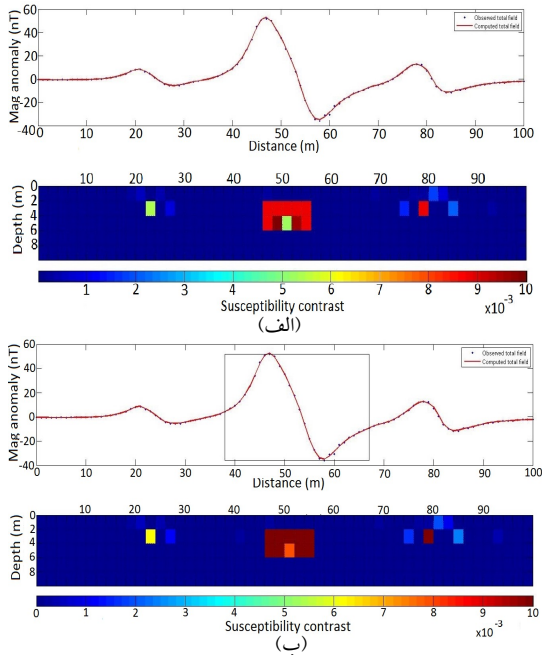 60
40
20
0
-20
-40
Mag anomaly (nT)
Observed total field
Computed total field
0 10 20 30 40 50 60 70 80 90 100
Distance (m)
10 20 30 40 50 60 70 80 90
0
2
4
6
8
Depth (m)
1 2 3 4 5 6 7 8 9 10
Susceptibility contrast
x10-3
(الف)
60
40
20
0
-20
-40
Mag anomaly (nT)
Observed total field
Computed total field
0 10 20 30 40 50 60 70 80 90 100
Distance (m)
10 20 30 40 50 60 70 80 90
0
2
4
6
8
Depth (m)
0 1 2 3 4 5 6 7 8 9 10
Susceptibility contrast
x10 -3
(ب)